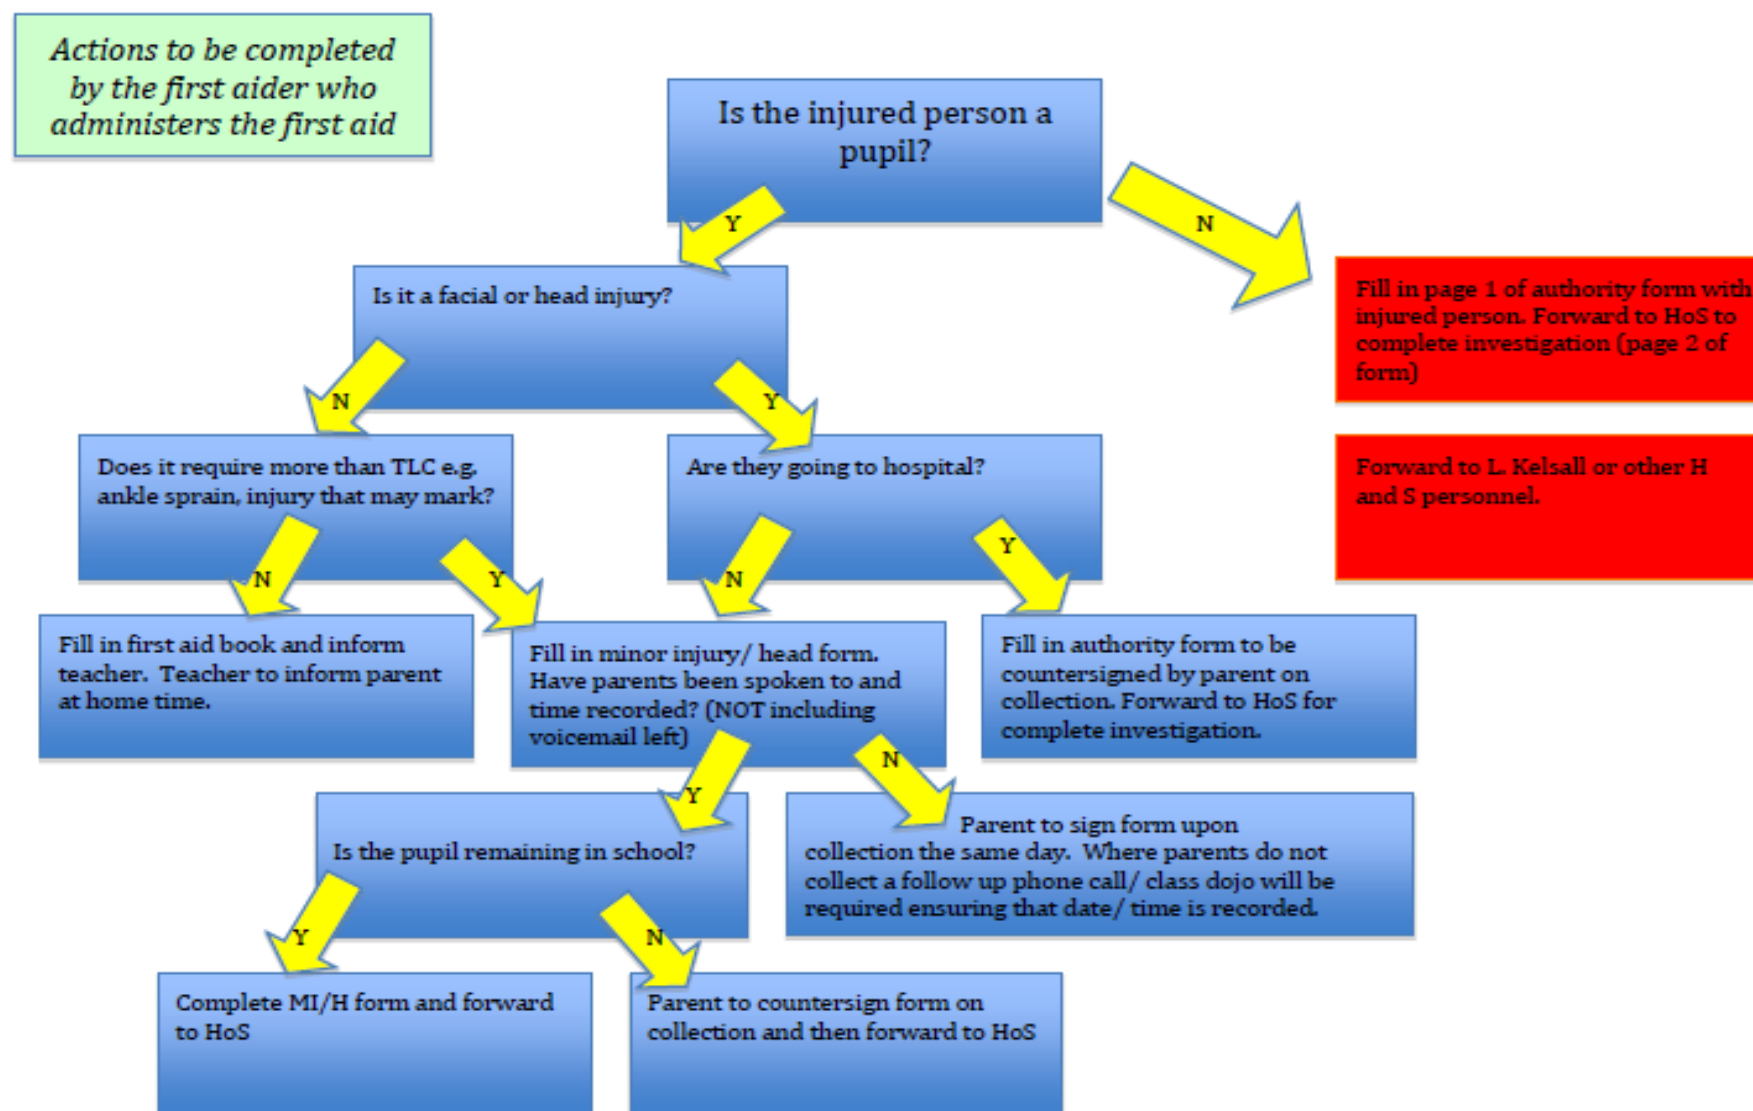 Actions to be completed
by the first aider who
administers the first aid
Is the injured person a
pupil?
Y
N
Is it a facial or head injury?
Fill in page 1 of authority form with
injured person. Forward to HoS to
complete investigation (page 2 of
form)
N
Y
Does it require more than TLC e.g.
ankle sprain, injury that may mark?
Are they going to hospital?
Forward to L. Kelsall or other H
and S personnel.
N
Y
N
Y
Fill in first aid book and inform
teacher. Teacher to inform parent
at home time.
Fill in minor injury/ head form.
Have parents been spoken to and
time recorded? (NOT including
voicemail left)
Fill in authority form to be
countersigned by parent on
collection. Forward to HoS for
complete investigation.
Y
N
Is the pupil remaining in school?
Parent to sign form upon
collection the same day. Where parents do not
collect a follow up phone call/ class dojo will be
required ensuring that date/ time is recorded.
Y
N
Complete MI/H form and forward
to HoS
Parent to countersign form on
collection and then forward to HoS